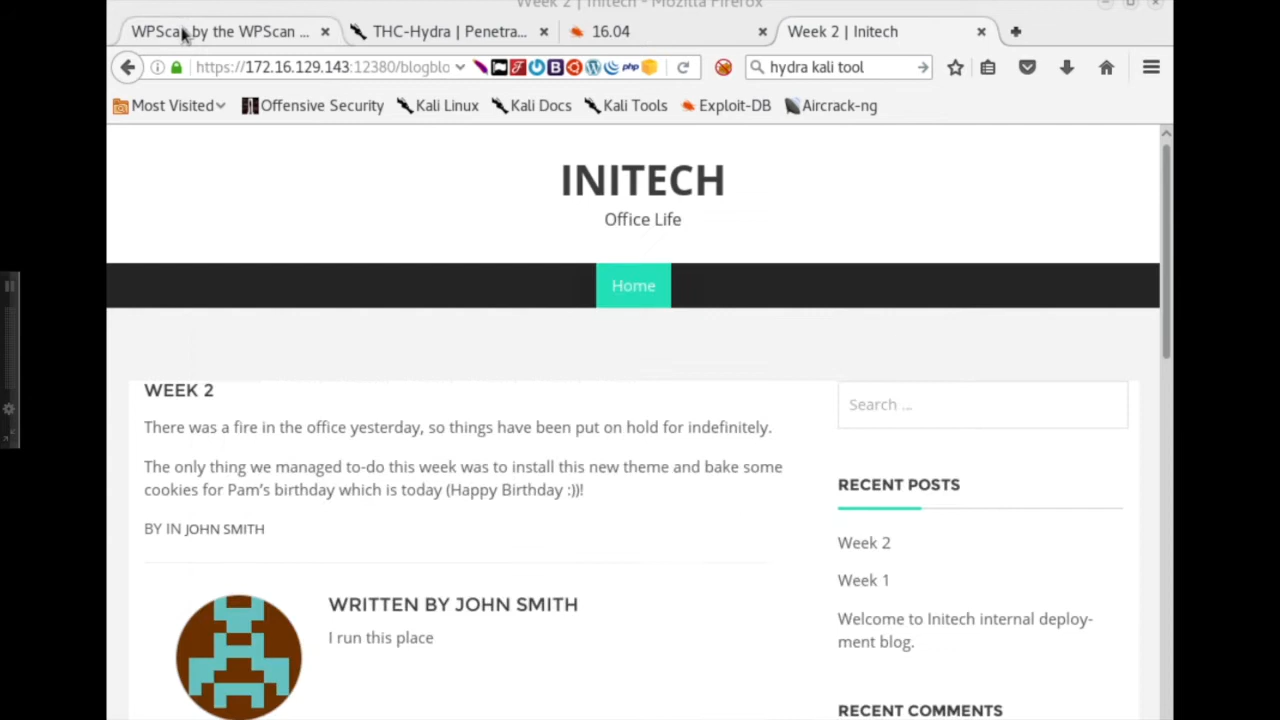 Week 2 | Initech - Mozilla Firefox
WPScan by the WPScan ...
THC-Hydra | Penetra...
16.04
Week 2 | Initech
https://172.16.129.143:12380/blogblo
php
hydra kali tool
Most Visited
Offensive Security
Kali Linux
Kali Docs
Kali Tools
Exploit-DB
Aircrack-ng
INITECH
Office Life
Home
WEEK 2
There was a fire in the office yesterday, so things have been put on hold for indefinitely.
The only thing we managed to-do this week was to install this new theme and bake some
cookies for Pam's birthday which is today (Happy Birthday :))!
BY IN JOHN SMITH
WRITTEN BY JOHN SMITH
I run this place
Search ...
RECENT POSTS
Week 2
Week 1
Welcome to Initech internal deploy-
ment blog.
RECENT COMMENTS